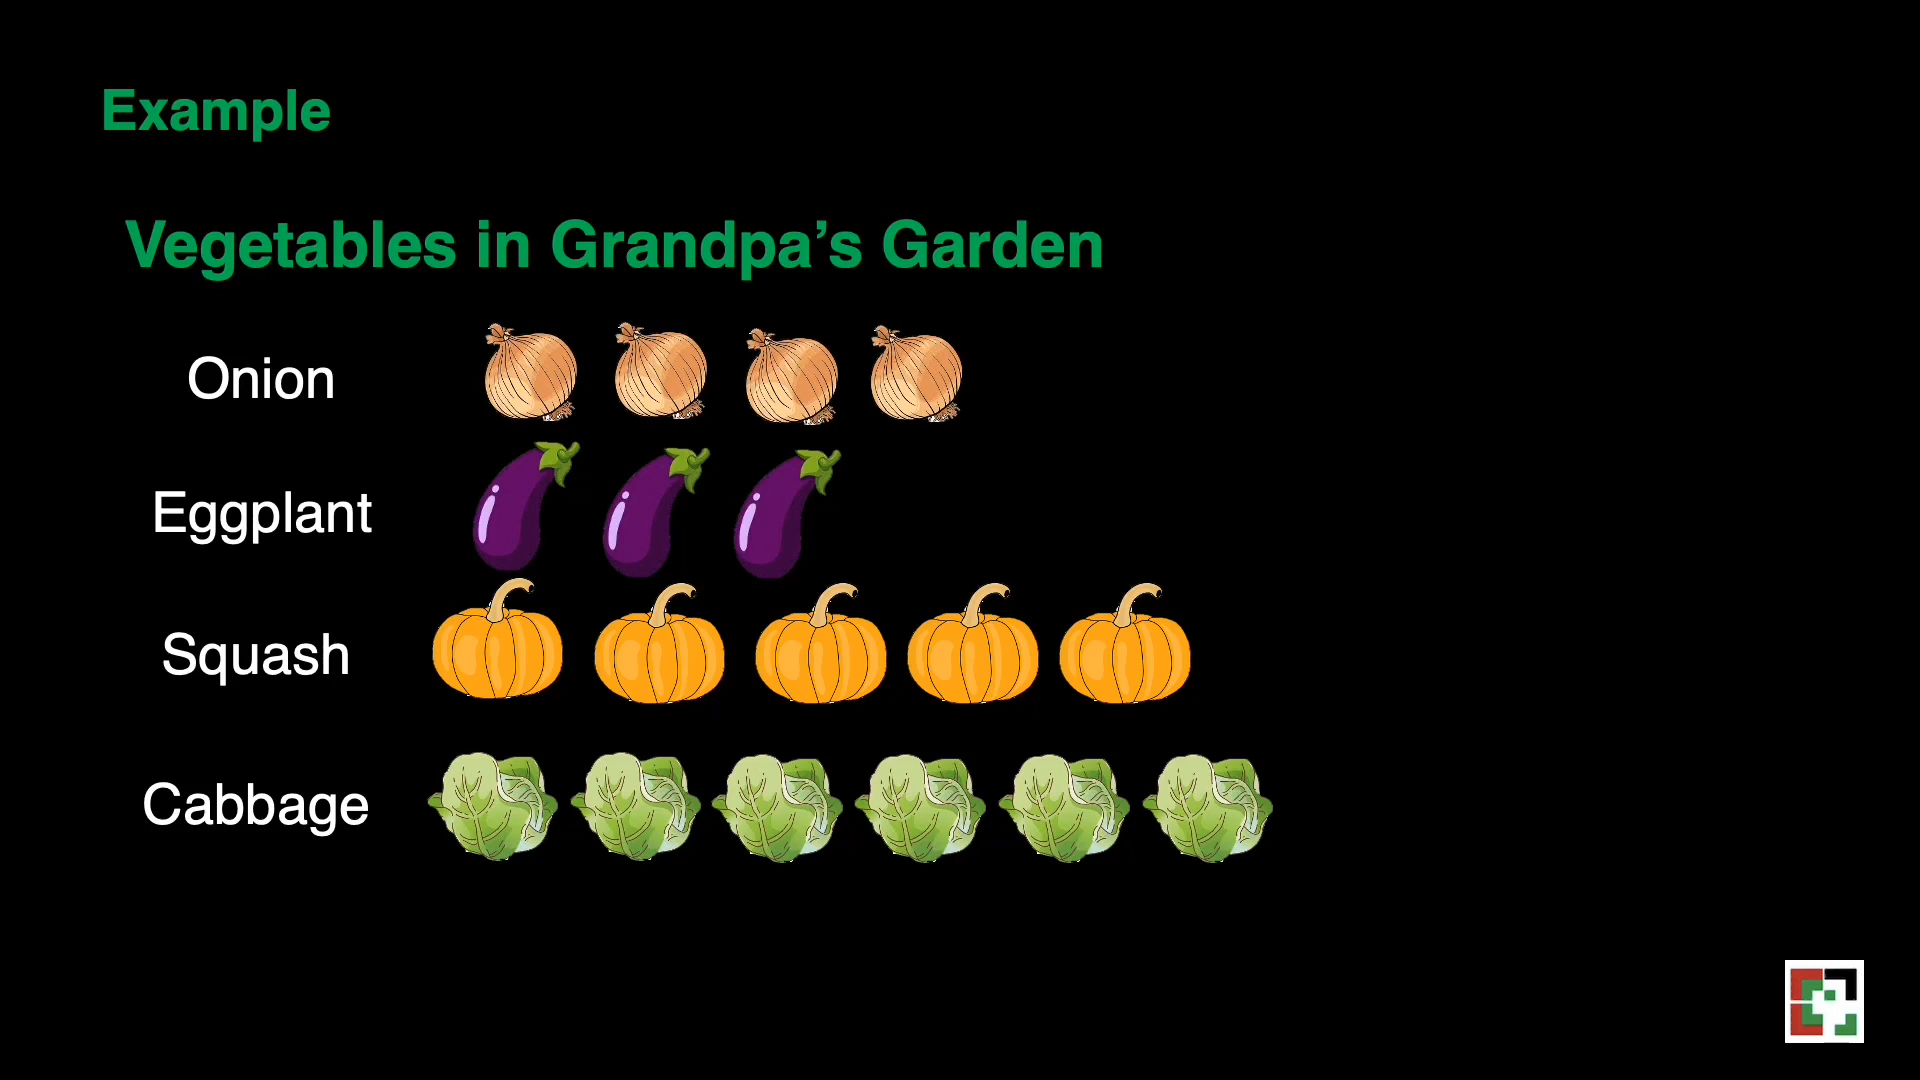 Example
Vegetables in Grandpa’s Garden
Onion
Eggplant
Squash
Cabbage